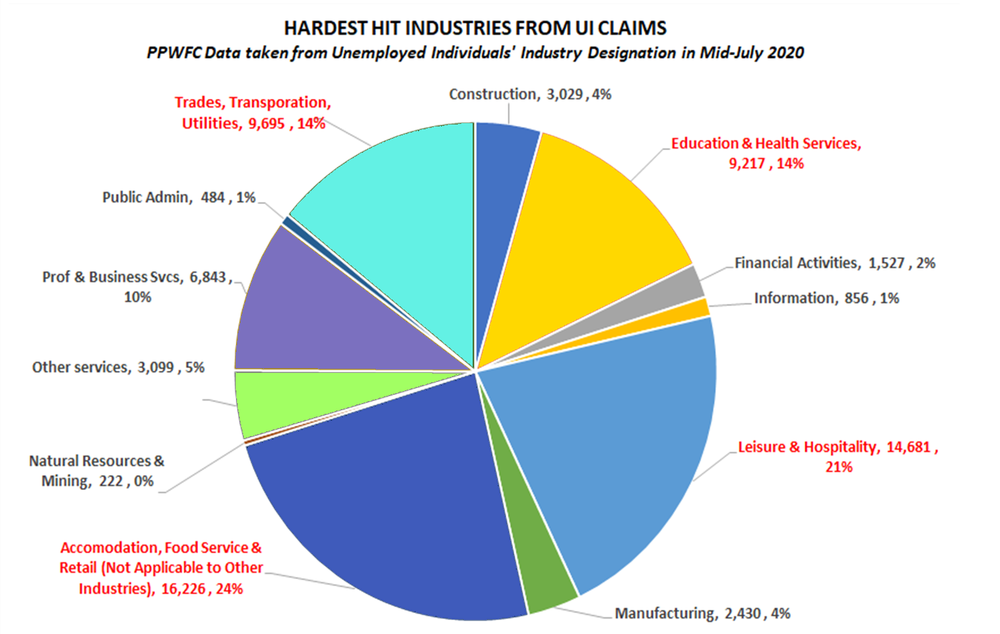 HARDEST HIT INDUSTRIES FROM UI CLAIMS
PPWFC Data taken from Unemployed Individuals' Industry Designation in Mid-July 2020
Construction, 3,029 , 4%
Education & Health Services,
9,217 , 14%
Financial Activities, 1,527 , 2%
Information, 856 , 1%
Leisure & Hospitality, 14,681 ,
21%
Manufacturing, 2,430 , 4%
Accomodation, Food Service &
Retail (Not Applicable to Other
Industries), 16,226 , 24%
Natural Resources &
Mining, 222 , 0%
Other services, 3,099 , 5%
Prof & Business Svcs, 6,843 ,
10%
Public Admin, 484 , 1%
Trades, Transporation,
Utilities, 9,695 , 14%